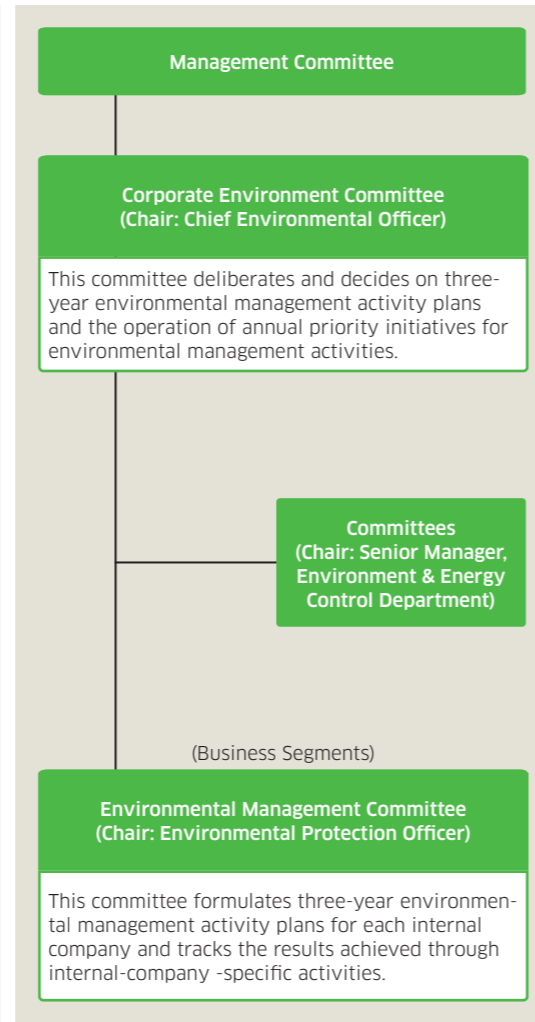 Management Committee
Corporate Environment Committee
(Chair: Chief Environmental Officer)
This committee deliberates and decides on three-
year environmental management activity plans
and the operation of annual priority initiatives for
environmental management activities.
Committees
(Chair: Senior Manager,
Environment & Energy
Control Department)
(Business Segments)
Environmental Management Committee
(Chair: Environmental Protection Officer)
This committee formulates three-year environmen-
tal management activity plans for each internal
company and tracks the results achieved through
internal-company -specific activities.